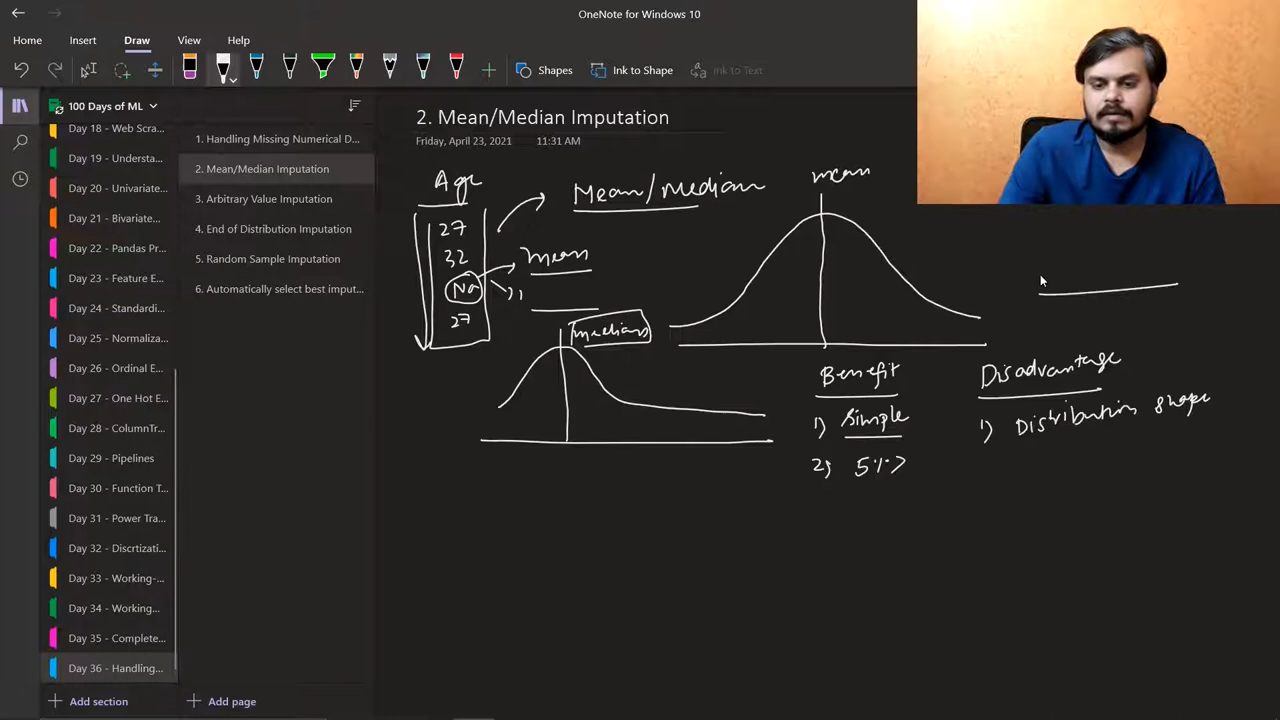 OneNote for Windows 10
Home Insert Draw View Help
Shapes Ink to Shape Ink to Text
100 Days of ML
Day 18 - Web Scra...
Day 19 - Understa...
Day 20 - Univariate...
Day 21 - Bivariate...
Day 22 - Pandas Pr...
Day 23 - Feature E...
Day 24 - Standardi...
Day 25 - Normaliza...
Day 26 - Ordinal E...
Day 27 - One Hot E...
Day 28 - ColumnTr...
Day 29 - Pipelines
Day 30 - Function T...
Day 31 - Power Tra...
Day 32 - Discrtizati...
Day 33 - Working-...
Day 34 - Working...
Day 35 - Complete...
Day 36 - Handling...
Add section
1. Handling Missing Numerical D...
2. Mean/Median Imputation
3. Arbitrary Value Imputation
4. End of Distribution Imputation
5. Random Sample Imputation
6. Automatically select best imput...
Add page
2. Mean/Median Imputation
Friday, April 23, 2021 11:31 AM
Age
27
32
Na
27
Mean/Median
mean
median
mean
Benefit
1) Simple
2) 5%>
Disadvantage
1) Distribution shape